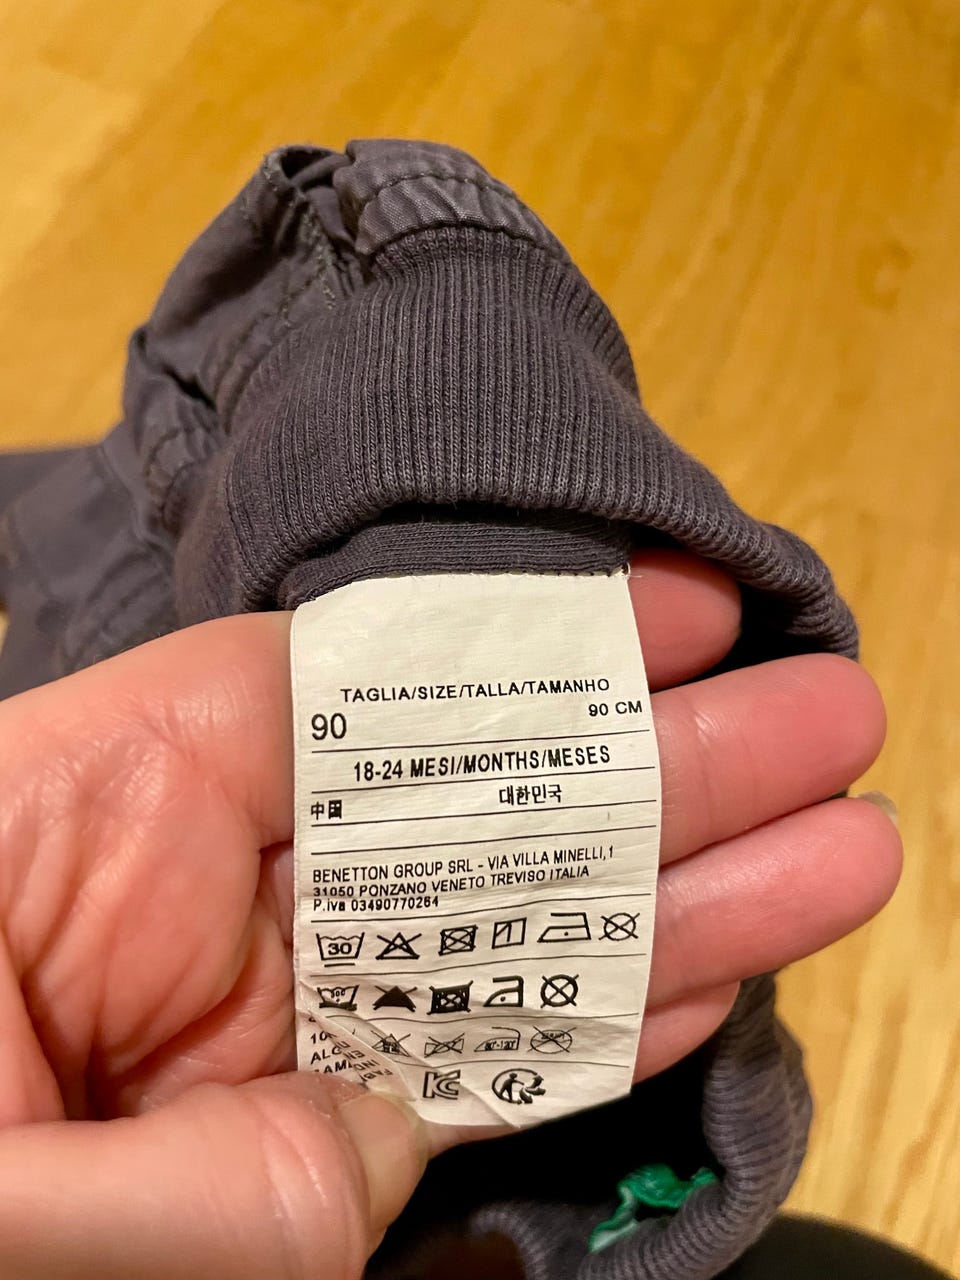 TAGLIA/SIZE/TALLA/TAMANHO
90 90 CM
18-24 MESI/MONTHS/MESES
中国 대한민국
BENETTON GROUP SRL - VIA VILLA MINELLI,1
31050 PONZANO VENETO TREVISO ITALIA
P.iva 03490770264
30